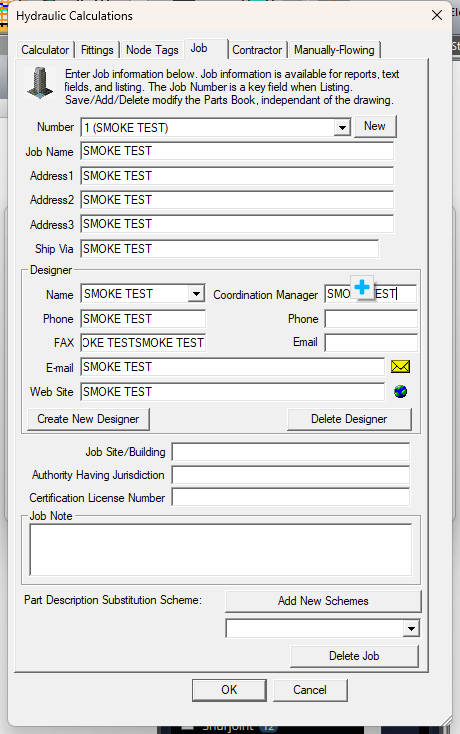 Hydraulic Calculations
Calculator Fittings Node Tags Job Contractor Manually-Flowing
Enter Job information below. Job information is available for reports, text
fields, and listing. The Job Number is a key field when Listing.
Save/Add/Delete modify the Parts Book, independant of the drawing.
Number 1 (SMOKE TEST) New
Job Name SMOKE TEST
Address1 SMOKE TEST
Address2 SMOKE TEST
Address3 SMOKE TEST
Ship Via SMOKE TEST
Designer
Name SMOKE TEST Coordination Manager SMO EST
Phone SMOKE TEST Phone
FAX OKE TESTSMOKE TEST Email
E-mail SMOKE TEST
Web Site SMOKE TEST
Create New Designer Delete Designer
Job Site/Building
Authority Having Jurisdiction
Certification License Number
Job Note
Part Description Substitution Scheme: Add New Schemes
Delete Job
OK Cancel
12